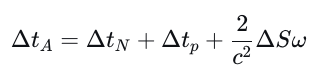 Δt_A = Δt_N + Δt_p + \frac{2}{c^2} ΔSω